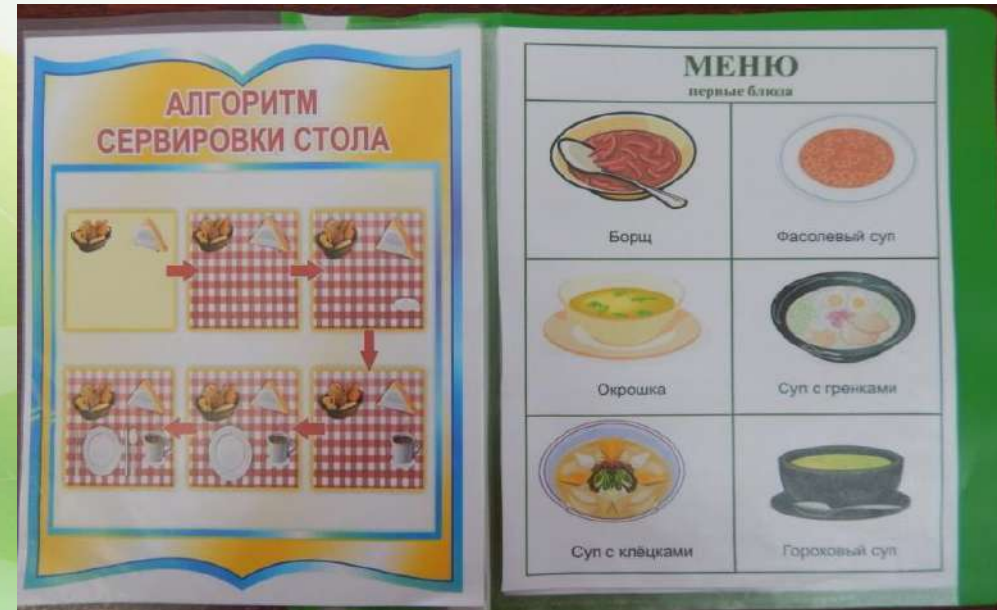 АЛГОРИТМ
СЕРВИРОВКИ СТОЛА
МЕНЮ
первые блюда
Борщ
Фасолевый суп
Окрошка
Суп с гренками
Суп с клёцками
Гороховый суп